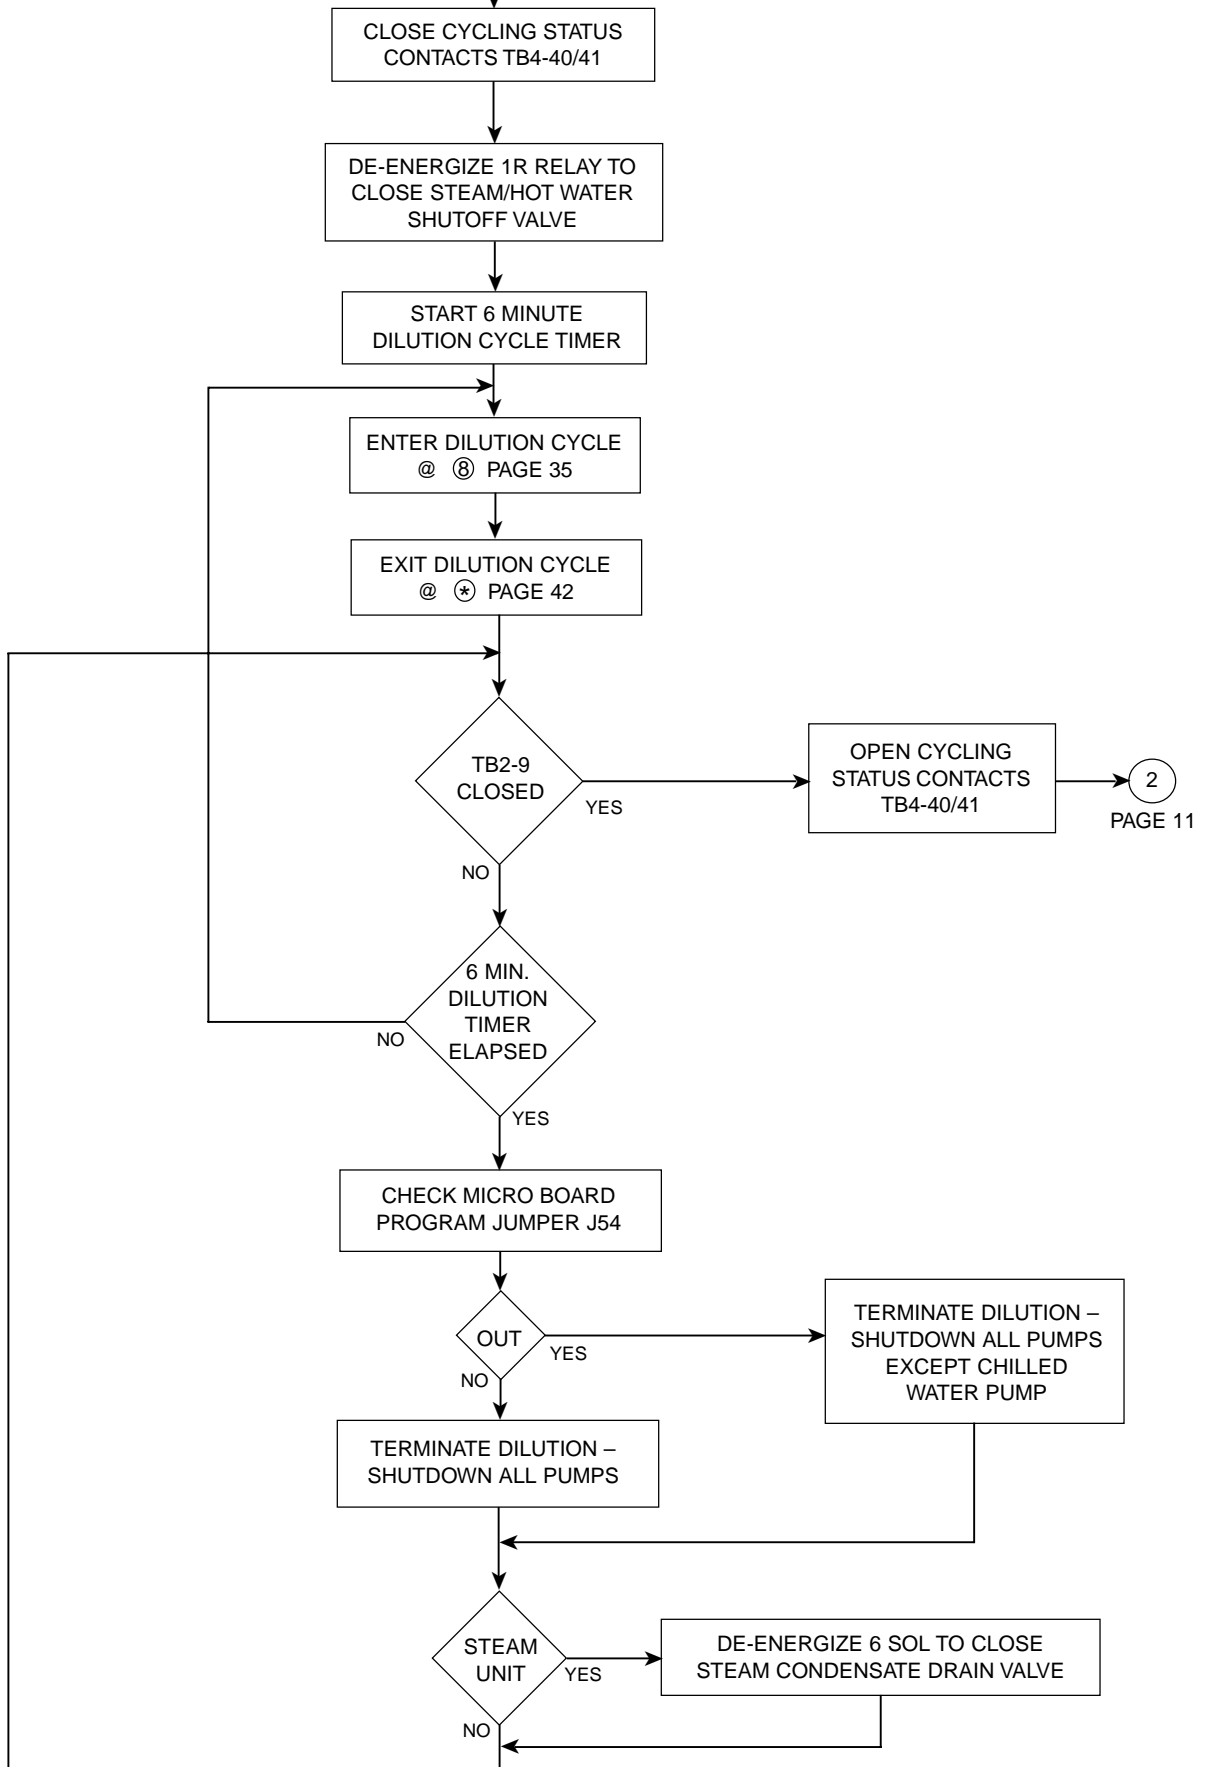 CLOSE CYCLING STATUS
CONTACTS TB4-40/41
DE-ENERGIZE 1R RELAY TO
CLOSE STEAM/HOT WATER
SHUTOFF VALVE
START 6 MINUTE
DILUTION CYCLE TIMER
ENTER DILUTION CYCLE
@ ⑧ PAGE 35
EXIT DILUTION CYCLE
@ ⊛ PAGE 42
TB2-9
CLOSED
YES
OPEN CYCLING
STATUS CONTACTS
TB4-40/41
2
PAGE 11
NO
6 MIN.
DILUTION
TIMER
ELAPSED
NO
YES
CHECK MICRO BOARD
PROGRAM JUMPER J54
OUT
YES
TERMINATE DILUTION –
SHUTDOWN ALL PUMPS
EXCEPT CHILLED
WATER PUMP
NO
TERMINATE DILUTION –
SHUTDOWN ALL PUMPS
STEAM
UNIT
YES
DE-ENERGIZE 6 SOL TO CLOSE
STEAM CONDENSATE DRAIN VALVE
NO